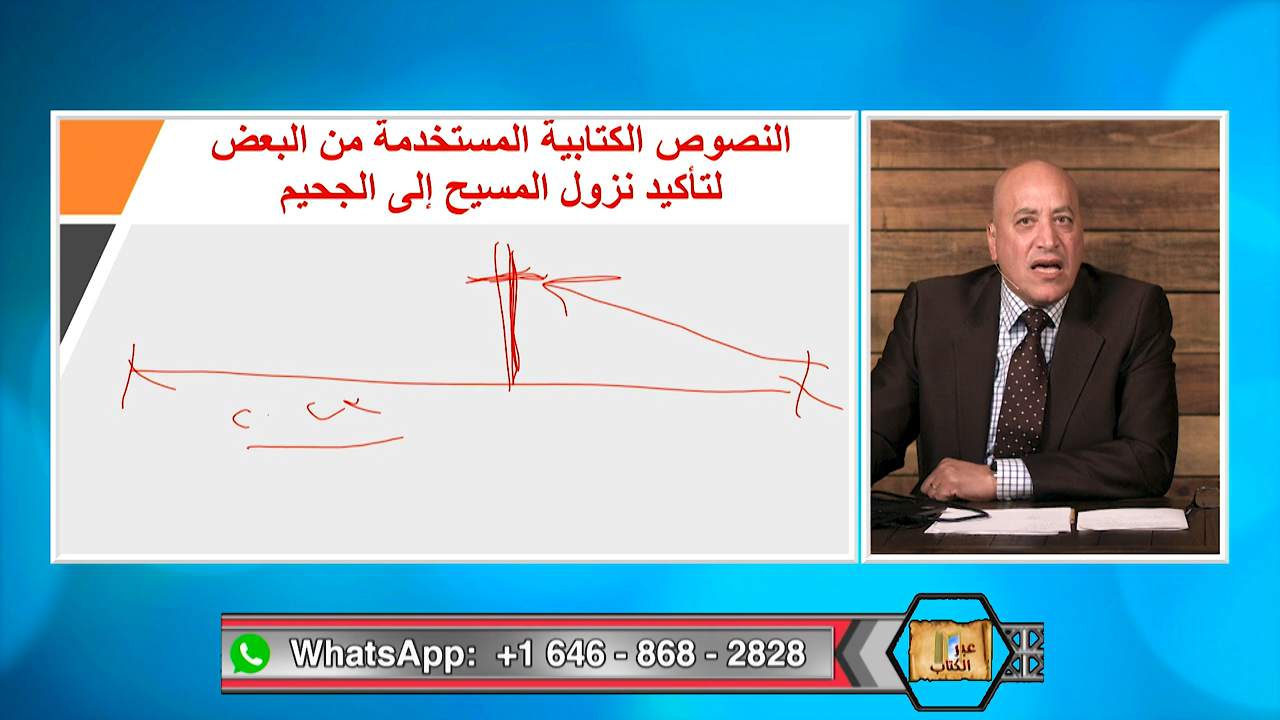 النصوص الكتابية المستخدمة من البعض
لتأكيد نزول المسيح إلى الجحيم
WhatsApp: +1 646 - 868 - 2828
عبر
الكتاب